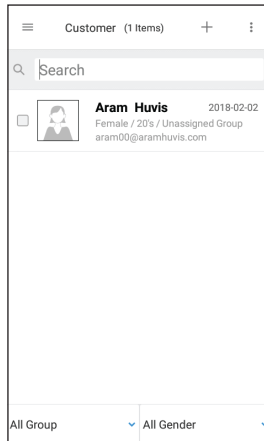 Customer (1 Items)
Search
Aram Huvis 2018-02-02
Female / 20's / Unassigned Group
aram00@aramhuvis.com
All Group All Gender